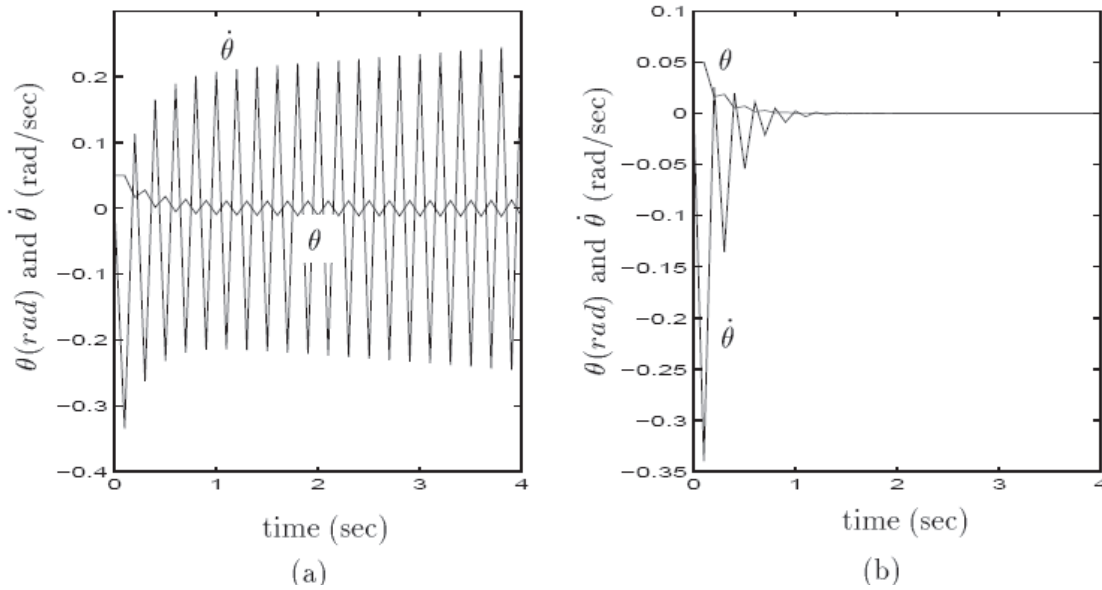 θ(rad) and θ̇ (rad/sec)
0.2
0.1
0
−0.1
−0.2
−0.3
−0.4
θ̇
θ
0 1 2 3 4
time (sec)
(a)
θ(rad) and θ̇ (rad/sec)
0.1
0.05
0
−0.05
−0.1
−0.15
−0.2
−0.25
−0.3
−0.35
θ
θ̇
0 1 2 3 4
time (sec)
(b)